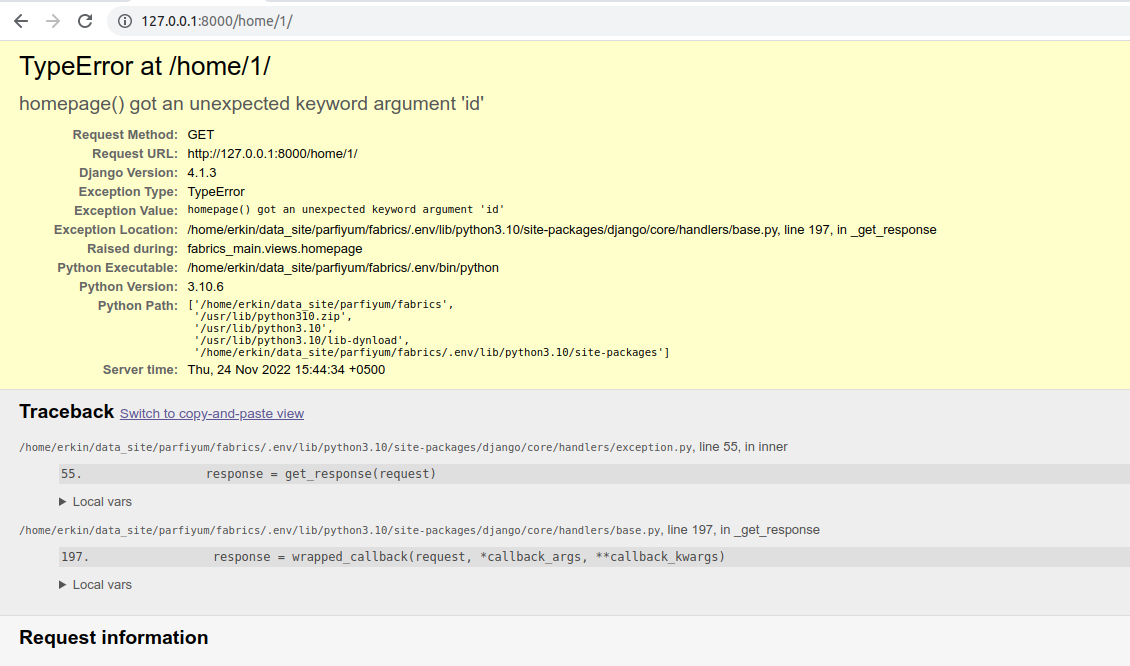 127.0.0.1:8000/home/1/
TypeError at /home/1/
homepage() got an unexpected keyword argument 'id'
Request Method: GET
Request URL: http://127.0.0.1:8000/home/1/
Django Version: 4.1.3
Exception Type: TypeError
Exception Value: homepage() got an unexpected keyword argument 'id'
Exception Location: /home/erkin/data_site/parfiyum/fabrics/.env/lib/python3.10/site-packages/django/core/handlers/base.py, line 197, in _get_response
Raised during: fabrics_main.views.homepage
Python Executable: /home/erkin/data_site/parfiyum/fabrics/.env/bin/python
Python Version: 3.10.6
Python Path: ['/home/erkin/data_site/parfiyum/fabrics',
'/usr/lib/python310.zip',
'/usr/lib/python3.10',
'/usr/lib/python3.10/lib-dynload',
'/home/erkin/data_site/parfiyum/fabrics/.env/lib/python3.10/site-packages']
Server time: Thu, 24 Nov 2022 15:44:34 +0500
Traceback Switch to copy-and-paste view
/home/erkin/data_site/parfiyum/fabrics/.env/lib/python3.10/site-packages/django/core/handlers/exception.py, line 55, in inner
55. response = get_response(request)
Local vars
/home/erkin/data_site/parfiyum/fabrics/.env/lib/python3.10/site-packages/django/core/handlers/base.py, line 197, in _get_response
197. response = wrapped_callback(request, *callback_args, **callback_kwargs)
Local vars
Request information